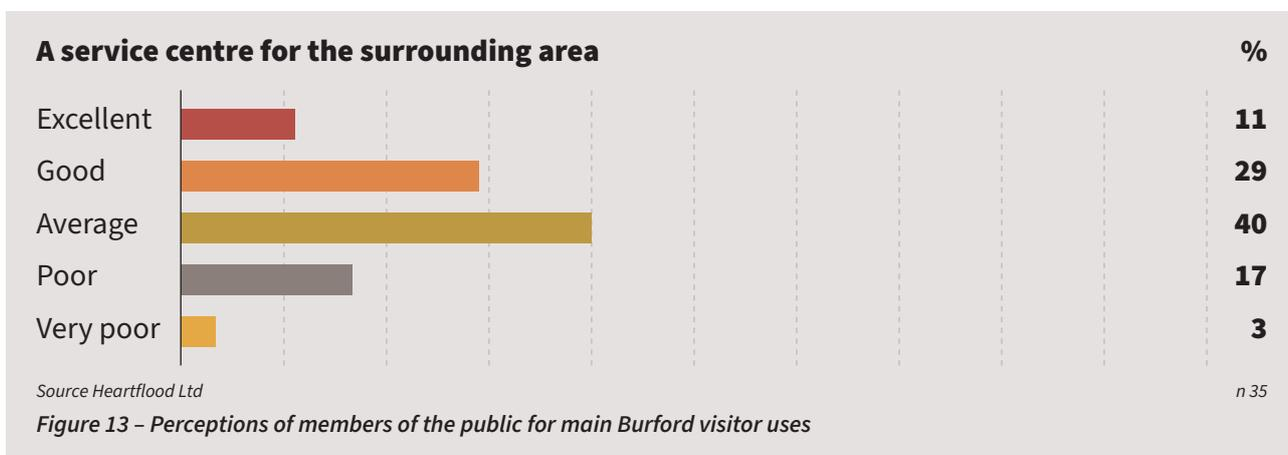 A service centre for the surrounding area %
Excellent 11
Good 29
Average 40
Poor 17
Very poor 3
Source Heartflood Ltd n 35
Figure 13 – Perceptions of members of the public for main Burford visitor uses